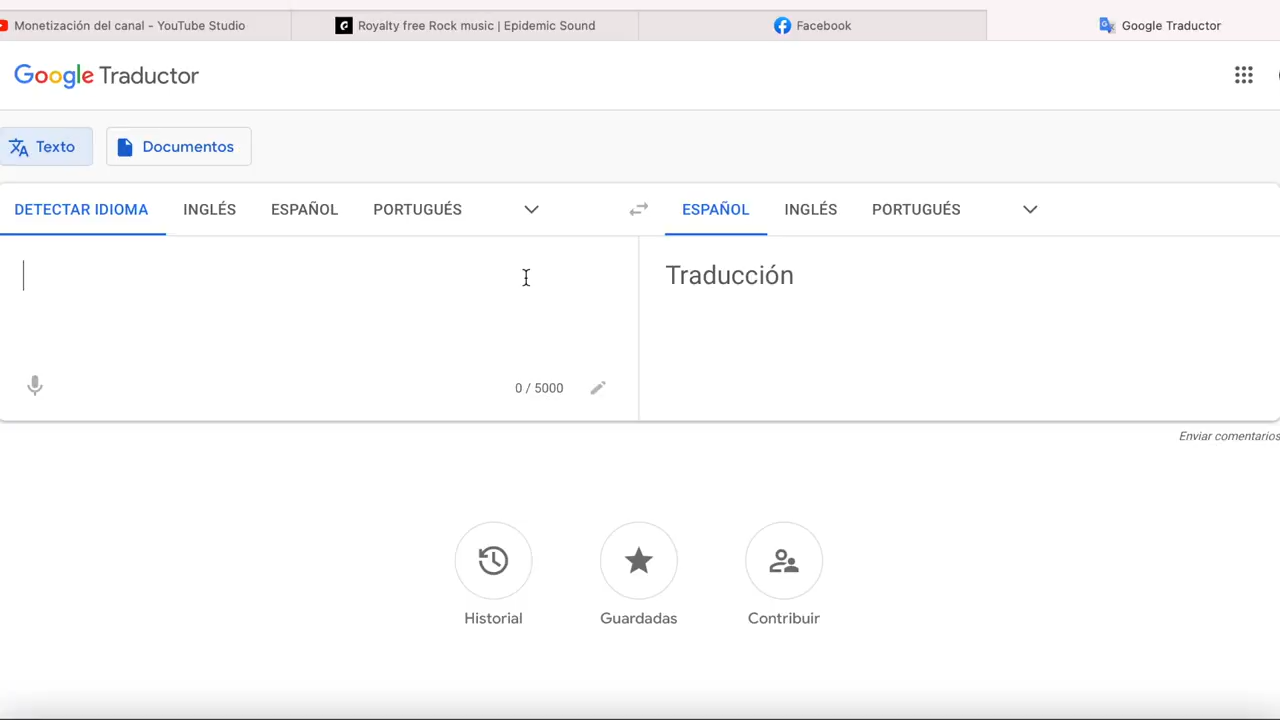 Monetización del canal - YouTube Studio Royalty free Rock music | Epidemic Sound Facebook Google Traductor
Google Traductor
Texto Documentos
DETECTAR IDIOMA INGLÉS ESPAÑOL PORTUGUÉS ESPAÑOL INGLÉS PORTUGUÉS
Traducción
0 / 5000
Enviar comentarios
Historial Guardadas Contribuir